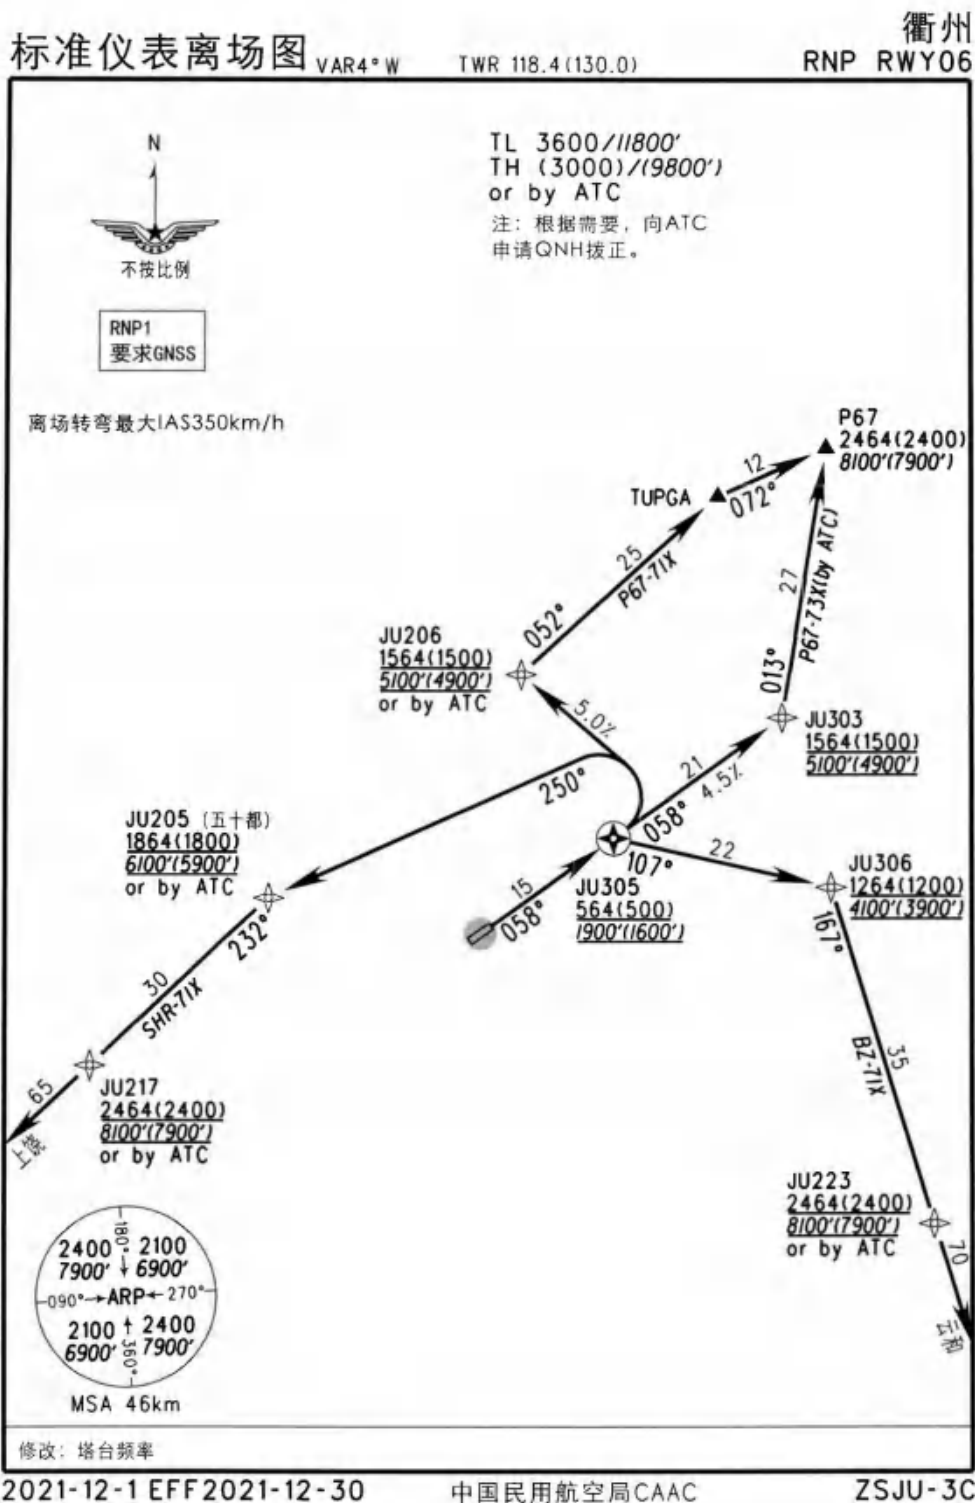 标准仪表离场图 VAR4°W TWR 118.4(130.0)
衢州
RNP RWY06
N
不按比例
TL 3600/11800'
TH (3000)/(9800')
or by ATC
注：根据需要，向ATC
申请QNH拨正。
RNP1
要求GNSS
离场转弯最大IAS350km/h
P67
2464(2400)
8100'(7900')
12
TUPGA
072°
25
P67-71X
052°
27
P67-73X(by ATC)
013°
JU206
1564(1500)
5100'(4900')
or by ATC
5.0%
JU303
1564(1500)
5100'(4900')
21
4.5%
058°
250°
JU205 (五十都)
1864(1800)
6100'(5900')
or by ATC
22
107°
JU306
1264(1200)
4100'(3900')
15
058°
JU305
564(500)
1900'(1600')
232°
167°
30
SHR-71X
35
BZ-71X
65
上饶
JU217
2464(2400)
8100'(7900')
or by ATC
JU223
2464(2400)
8100'(7900')
or by ATC
70
云和
180°
2400 2100
7900' 6900'
090° ARP 270°
2100 2400
6900' 7900'
360°
MSA 46km
修改：塔台频率
2021-12-1 EFF2021-12-30 中国民用航空局CAAC ZSJU-3C